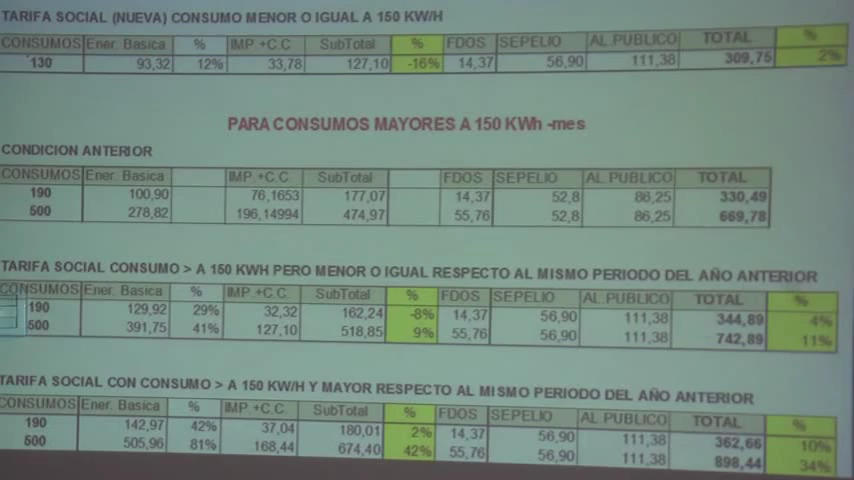 TARIFA SOCIAL (NUEVA) CONSUMO MENOR O IGUAL A 150 KW/H
CONSUMOS Ener. Basica % IMP.+C.C SubTotal % FDOS SEPELIO AL PUBLICO TOTAL %
130 93,32 12% 33,78 127,10 -16% 14,37 56,90 111,38 309,75 2%
PARA CONSUMOS MAYORES A 150 KWh -mes
CONDICION ANTERIOR
CONSUMOS Ener. Basica IMP.+C.C SubTotal FDOS SEPELIO AL PUBLICO TOTAL
190 100,90 76,1653 177,07 14,37 52,8 86,25 330,49
500 278,82 196,14994 474,97 55,76 52,8 86,25 669,78
TARIFA SOCIAL CONSUMO > A 150 KWH PERO MENOR O IGUAL RESPECTO AL MISMO PERIODO DEL AÑO ANTERIOR
CONSUMOS Ener. Basica % IMP.+C.C. SubTotal % FDOS SEPELIO AL PUBLICO TOTAL %
190 129,92 29% 32,32 162,24 -8% 14,37 56,90 111,38 344,89 4%
500 391,75 41% 127,10 518,85 9% 55,76 56,90 111,38 742,89 11%
TARIFA SOCIAL CON CONSUMO > A 150 KW/H Y MAYOR RESPECTO AL MISMO PERIODO DEL AÑO ANTERIOR
CONSUMOS Ener. Basica % IMP.+C.C. SubTotal % FDOS SEPELIO AL PUBLICO TOTAL %
190 142,97 42% 37,04 180,01 2% 14,37 56,90 111,38 362,66 10%
500 505,96 81% 168,44 674,40 42% 55,76 56,90 111,38 898,44 34%